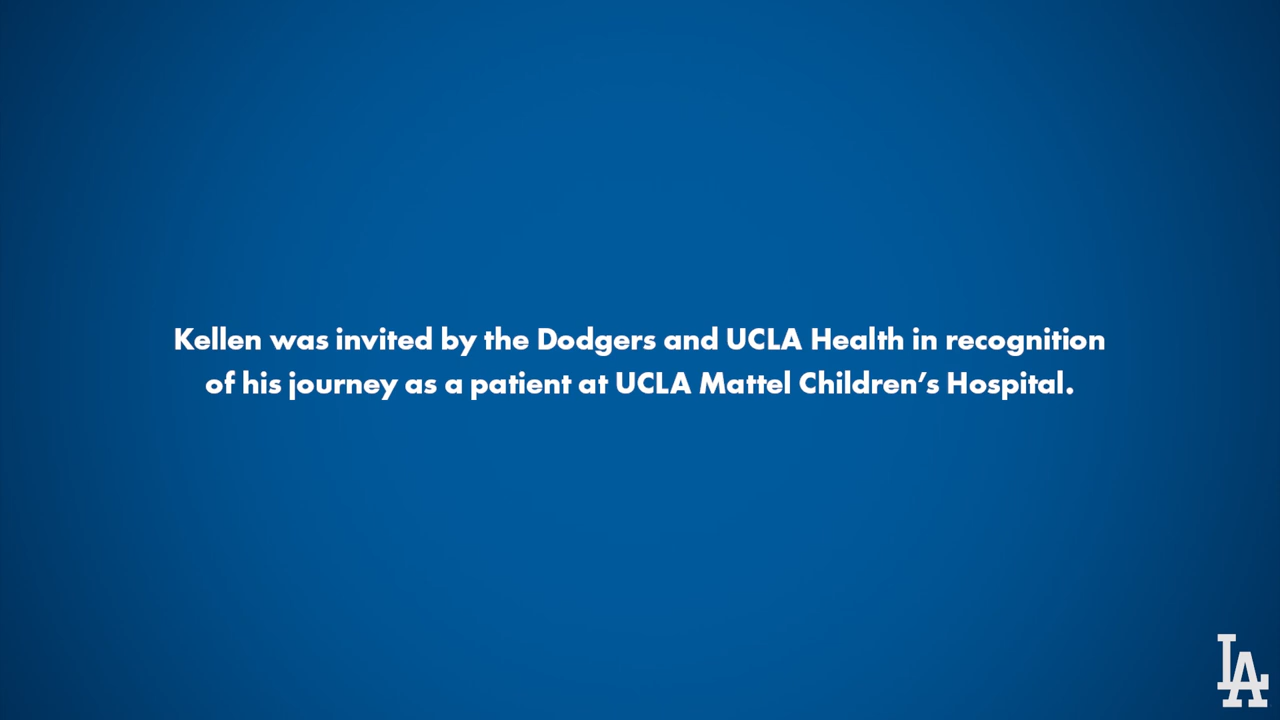 Kellen was invited by the Dodgers and UCLA Health in recognition
of his journey as a patient at UCLA Mattel Children’s Hospital.
LA